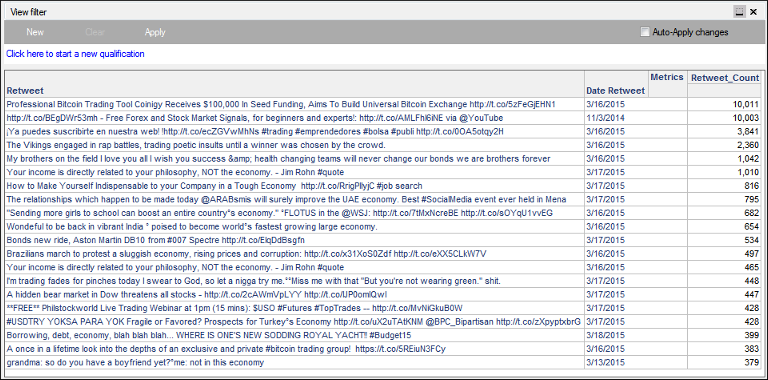 View filter
New Clear Apply Auto-Apply changes
Click here to start a new qualification
Metrics Retweet_Count
Retweet Date Retweet
Professional Bitcoin Trading Tool Coinigy Receives $100,000 In Seed Funding, Aims To Build Universal Bitcoin Exchange http://t.co/5zFeGjEHN1 3/16/2015 10,011
http://t.co/BEgDWr53mh - Free Forex and Stock Market Signals, for beginners and experts!: http://t.co/AMLFhI6iNE via @YouTube 11/3/2014 10,003
¡Ya puedes suscribirte en nuestra web! !http://t.co/ecZGVwMhNs #trading #emprendedores #bolsa #publi http://t.co/0OA5otqy2H 3/16/2015 3,841
The Vikings engaged in rap battles, trading poetic insults until a winner was chosen by the crowd. 3/16/2015 2,360
My brothers on the field I love you all I wish you success &amp; health changing teams will never change our bonds we are brothers forever 3/16/2015 1,042
Your income is directly related to your philosophy, NOT the economy. - Jim Rohn #quote 3/17/2015 1,010
How to Make Yourself Indispensable to your Company in a Tough Economy http://t.co/RrigPIlyjC #job search 3/17/2015 816
The relationships which happen to be made today @ARABsmis will surely improve the UAE economy. Best #SocialMedia event ever held in Mena 3/17/2015 795
"Sending more girls to school can boost an entire country"s economy." "FLOTUS in the @WSJ: http://t.co/7tMxNcreBE http://t.co/sOYqU1vvEG 3/16/2015 682
Wondeful to be back in vibrant India " poised to become world"s fastest growing large economy. 3/16/2015 654
Bonds new ride, Aston Martin DB10 from #007 Spectre http://t.co/ElqDdBsgfn 3/17/2015 534
Brazilians march to protest a sluggish economy, rising prices and corruption: http://t.co/x31XoS0Zdf http://t.co/eXX5CLkW7V 3/16/2015 497
Your income is directly related to your philosophy, NOT the economy. - Jim Rohn #quote 3/16/2015 465
I'm trading fades for pinches today I swear to God, so let a nigga try me.""Miss me with that "But you're not wearing green." shit. 3/17/2015 448
A hidden bear market in Dow threatens all stocks - http://t.co/2cAWmVpLYY http://t.co/IJP0omIQwI 3/17/2015 447
**FREE** Philstockworld Live Trading Webinar at 1pm (15 mins): $USO #Futures #TopTrades -- http://t.co/MvNiGkuB0W 3/17/2015 428
#USDTRY YOKSA PARA YOK Fragile or Favored? Prospects for Turkey"s Economy http://t.co/uX2uTAtKNM @BPC_Bipartisan http://t.co/zXpyptxbrG 3/17/2015 428
Borrowing, debt, economy, blah blah blah... WHERE IS ONE'S NEW SODDING ROYAL YACHT!! #Budget15 3/18/2015 399
A once in a lifetime look into the depths of an exclusive and private #bitcoin trading group! https://t.co/5REiuN3FCy 3/16/2015 383
grandma: so do you have a boyfriend yet?"me: not in this economy 3/13/2015 379